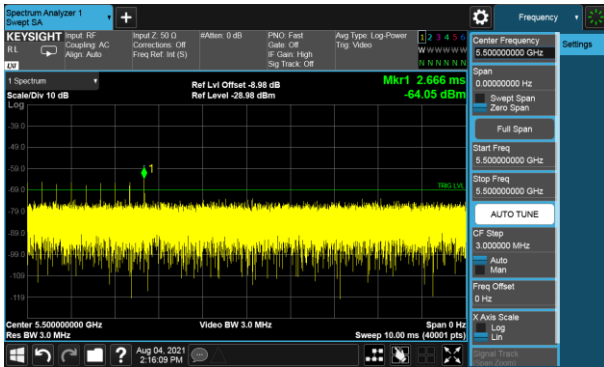 Spectrum Analyzer 1
Swept SA
Frequency
KEYSIGHT
Input: RF
Coupling: AC
Align: Auto
Input Z: 50 Ω
Corrections: Off
Freq Ref: Int (S)
#Atten: 0 dB
PNO: Fast
Gate: Off
IF Gain: High
Sig Track: Off
Avg Type: Log-Power
Trig: Video
1 2 3 4 5 6
W W W W W W
N N N N N N
R L
LXI
1 Spectrum
Scale/Div 10 dB
Log
Ref Lvl Offset -8.98 dB
Ref Level -28.98 dBm
Mkr1 2.666 ms
-64.05 dBm
1
TRIG LVL
-39.0
-49.0
-59.0
-69.0
-79.0
-89.0
-99.0
-109
-119
Center 5.500000000 GHz
Res BW 3.0 MHz
Video BW 3.0 MHz
Span 0 Hz
Sweep 10.00 ms (40001 pts)
Center Frequency
5.500000000 GHz
Settings
Span
0.00000000 Hz
Swept Span
Zero Span
Full Span
Start Freq
5.500000000 GHz
Stop Freq
5.500000000 GHz
AUTO TUNE
CF Step
3.000000 MHz
Auto
Man
Freq Offset
0 Hz
X Axis Scale
Log
Lin
Signal Track
(Span Zoom)
?
Aug 04, 2021
2:16:09 PM